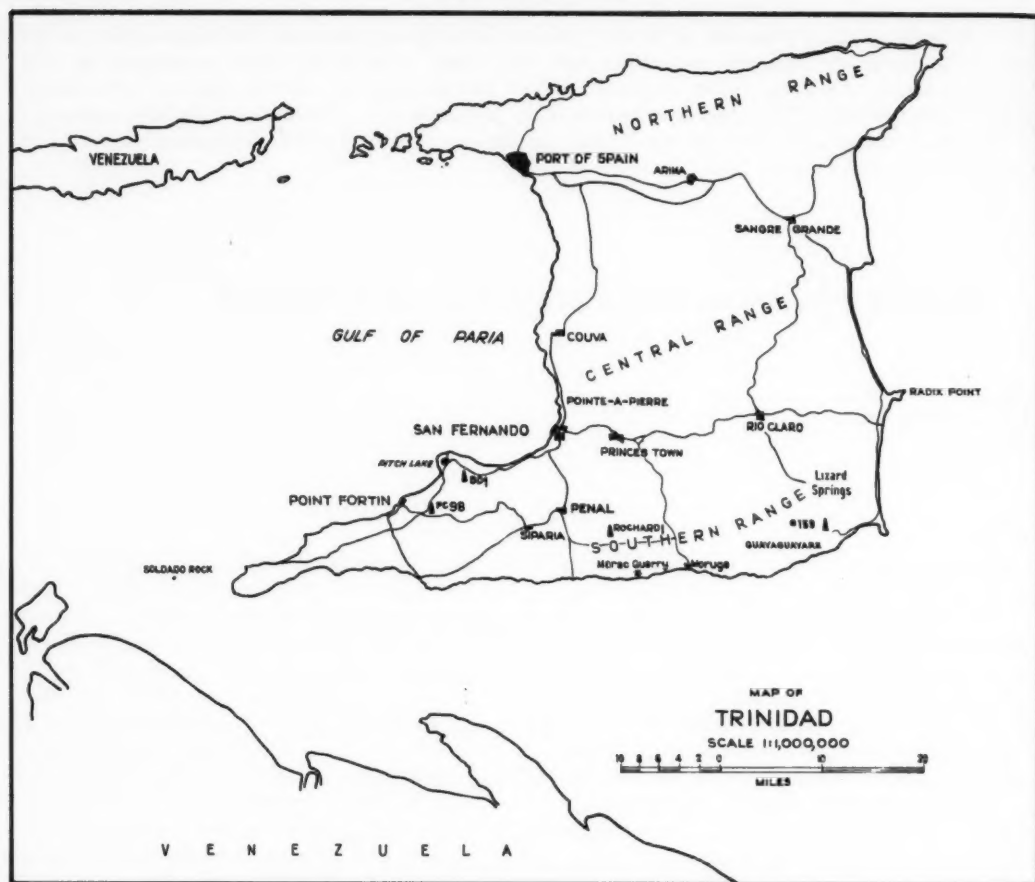 NORTHERN RANGE
VENEZUELA
PORT OF SPAIN
ARIMA
SANGRE GRANDE
GULF OF PARIA
COUVA
CENTRAL RANGE
RADIX POINT
POINTE-A-PIERRE
SAN FERNANDO
RIO CLARO
PRINCES TOWN
PITCH LAKE
Lizard
Springs
POINT FORTIN
PENAL
SIPARIA
ROCHARD
SOUTHERN RANGE
GUAYAGUAYARE
Morac Quarry
Moruga
SOLDADO ROCK
MAP OF
TRINIDAD
SCALE 1:1,000,000
10 8 6 4 2 0 10 20
MILES
VENEZUELA